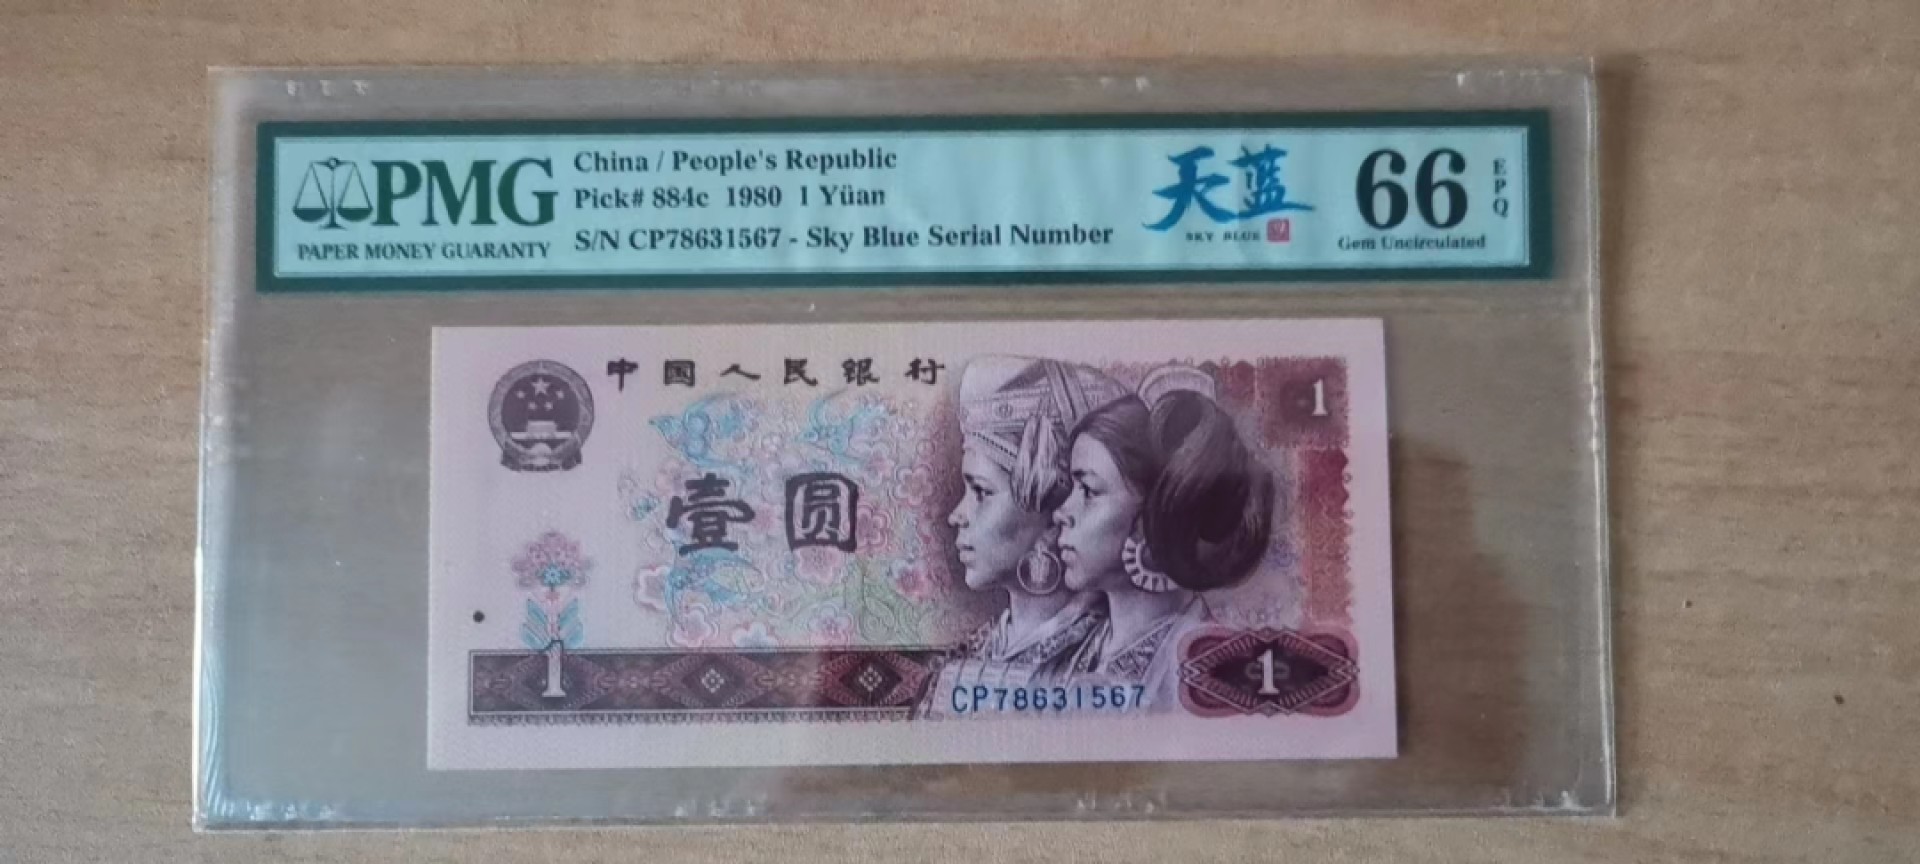 PMG
PAPER MONEY GUARANTY
China / People's Republic
Pick# 884c 1980 1 Yüan
S/N CP78631567 - Sky Blue Serial Number
天蓝
SKY BLUE
66
EPQ
Gem Uncirculated
中国人民银行
1
壹圆
1
CP78631567
1